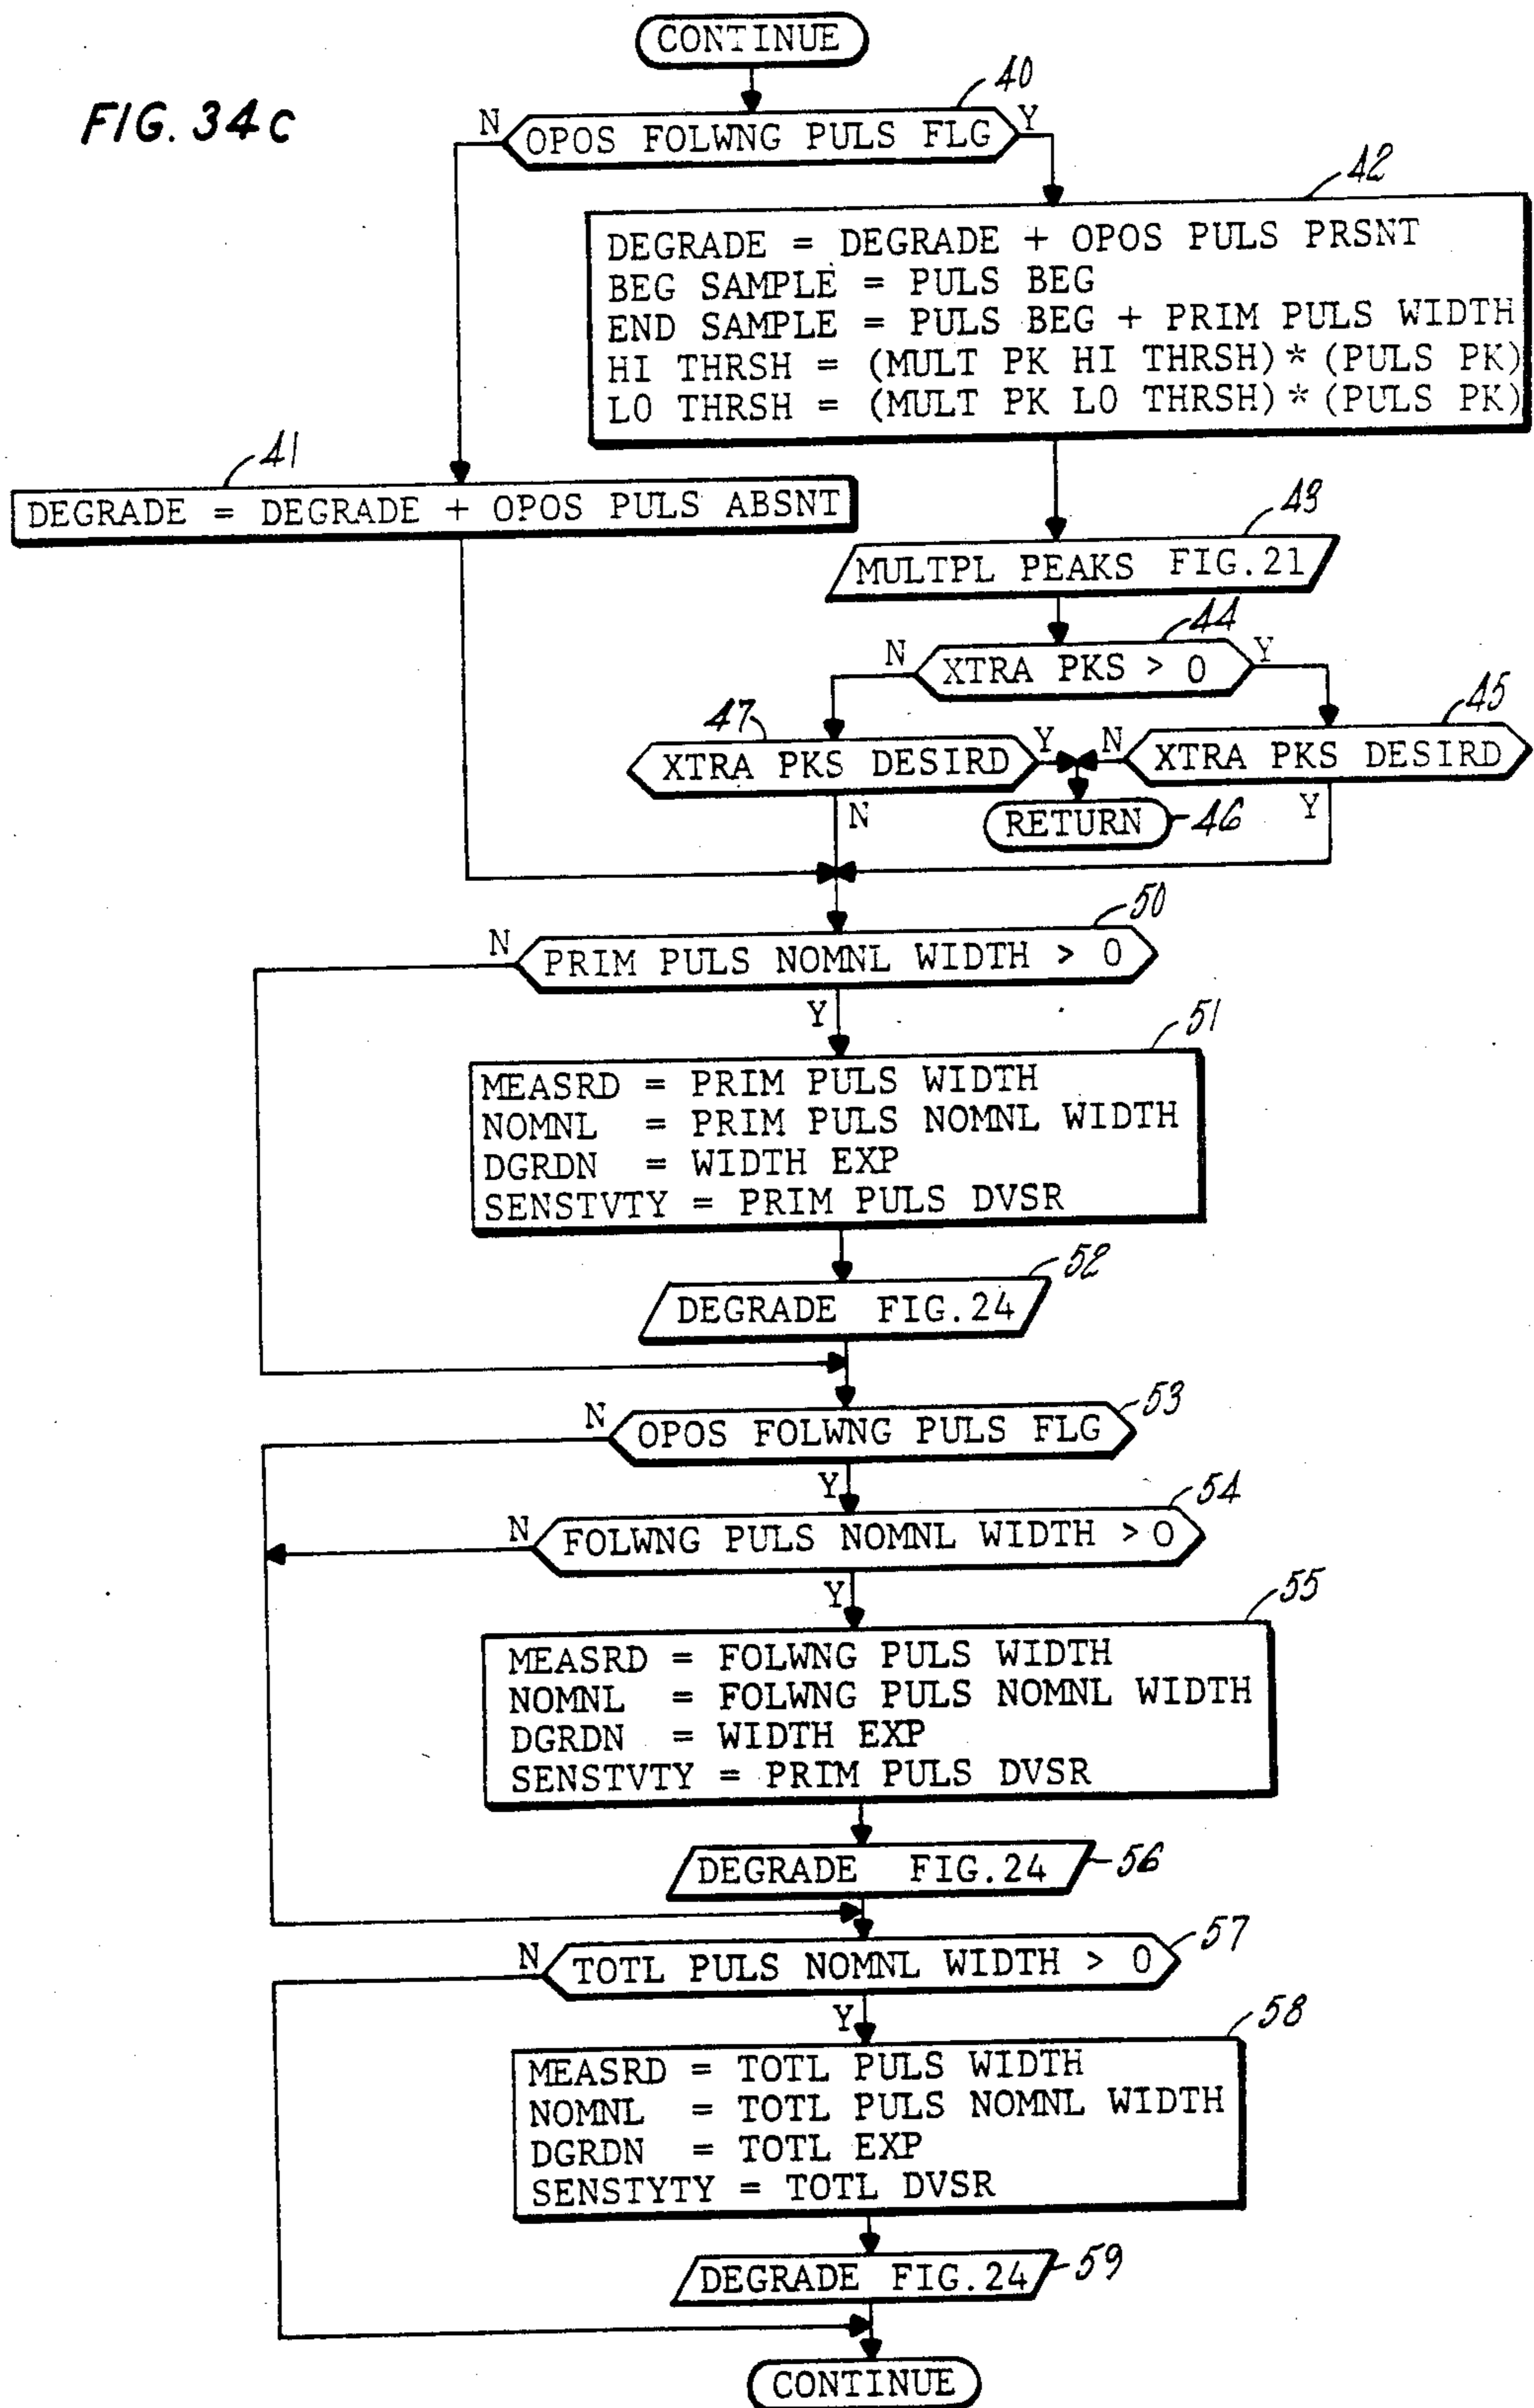 CONTINUE
FIG. 34c
40
N
OPOS FOLWNG PULS FLG
Y
42
DEGRADE = DEGRADE + OPOS PULS PRSNT
BEG SAMPLE = PULS BEG
END SAMPLE = PULS BEG + PRIM PULS WIDTH
HI THRSH = (MULT PK HI THRSH) * (PULS PK)
LO THRSH = (MULT PK LO THRSH) * (PULS PK)
41
DEGRADE = DEGRADE + OPOS PULS ABSNT
43
MULTPL PEAKS FIG.21
44
N
XTRA PKS > 0
Y
47
XTRA PKS DESIRD
Y
N
45
XTRA PKS DESIRD
N
RETURN
46
Y
50
N
PRIM PULS NOMNL WIDTH > 0
Y
51
MEASRD = PRIM PULS WIDTH
NOMNL = PRIM PULS NOMNL WIDTH
DGRDN = WIDTH EXP
SENSTVTY = PRIM PULS DVSR
52
DEGRADE FIG.24
53
N
OPOS FOLWNG PULS FLG
Y
54
N
FOLWNG PULS NOMNL WIDTH > 0
Y
55
MEASRD = FOLWNG PULS WIDTH
NOMNL = FOLWNG PULS NOMNL WIDTH
DGRDN = WIDTH EXP
SENSTVTY = PRIM PULS DVSR
DEGRADE FIG.24
56
57
N
TOTL PULS NOMNL WIDTH > 0
Y
58
MEASRD = TOTL PULS WIDTH
NOMNL = TOTL PULS NOMNL WIDTH
DGRDN = TOTL EXP
SENSTYTY = TOTL DVSR
DEGRADE FIG.24
59
CONTINUE